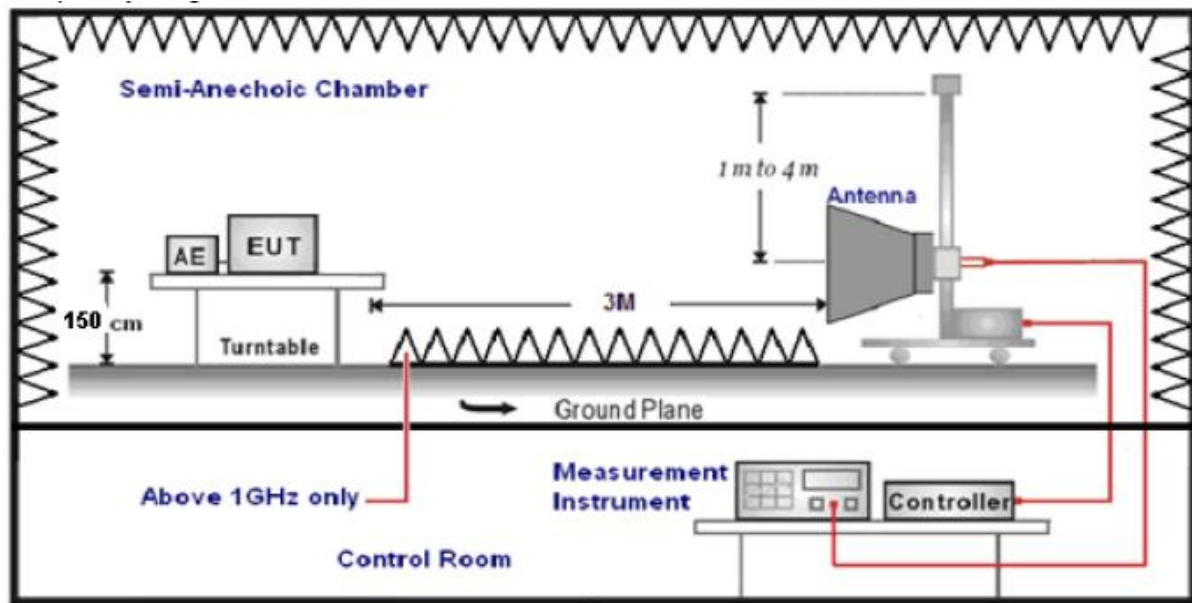 Semi-Anechoic Chamber
1 m to 4 m
Antenna
AE
EUT
3M
150 cm
Turntable
Ground Plane
Above 1GHz only
Measurement
Instrument
Controller
Control Room